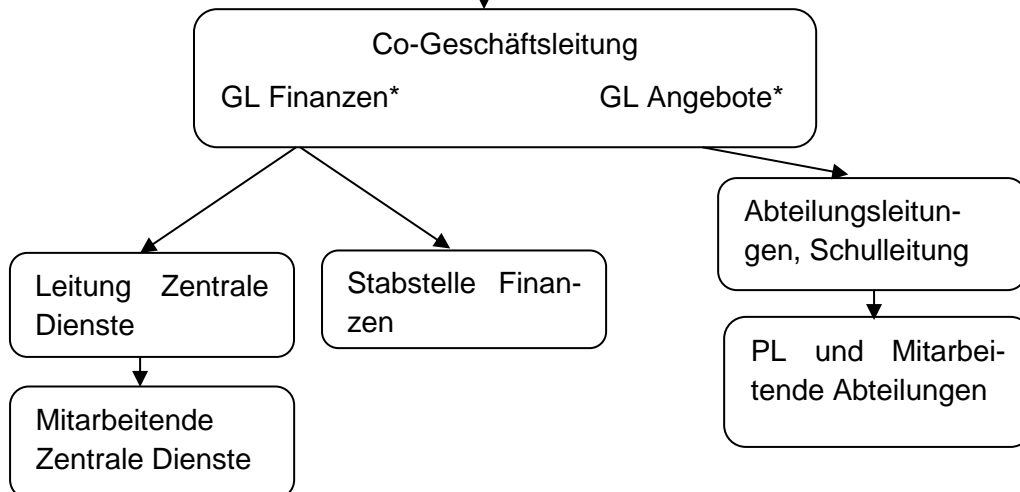 Co-Geschäftsleitung
GL Finanzen* GL Angebote*
Abteilungsleitun-
gen, Schulleitung
Leitung Zentrale
Dienste
Stabstelle Finan-
zen
PL und Mitarbei-
tende Abteilungen
Mitarbeitende
Zentrale Dienste